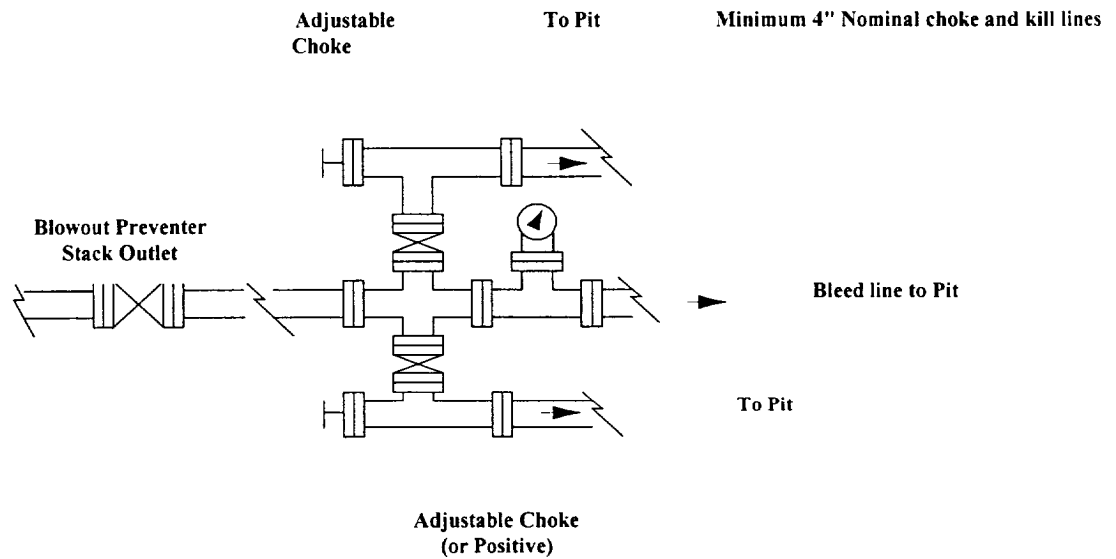 Adjustable
Choke
To Pit
Minimum 4" Nominal choke and kill lines
Blowout Preventer
Stack Outlet
Bleed line to Pit
To Pit
Adjustable Choke
(or Positive)